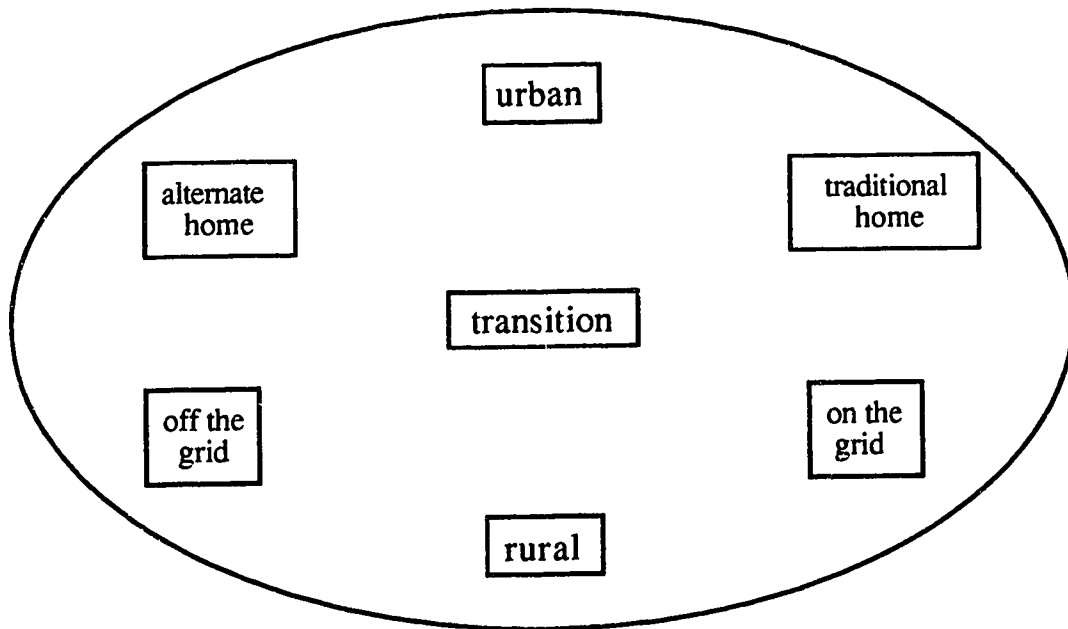 urban
alternate
home
traditional
home
transition
off the
grid
on the
grid
rural